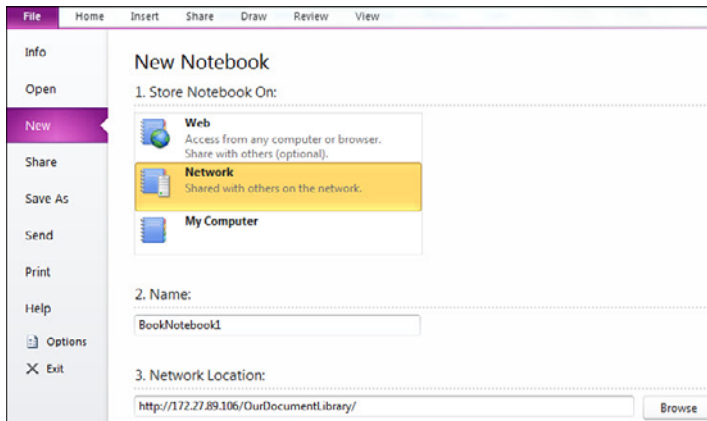 File Home Insert Share Draw Review View
Info
Open
New
Share
Save As
Send
Print
Help
Options
Exit
New Notebook
1. Store Notebook On:
Web
Access from any computer or browser.
Share with others (optional).
Network
Shared with others on the network.
My Computer
2. Name:
BookNotebook1
3. Network Location:
http://172.27.89.106/OurDocumentLibrary/
Browse